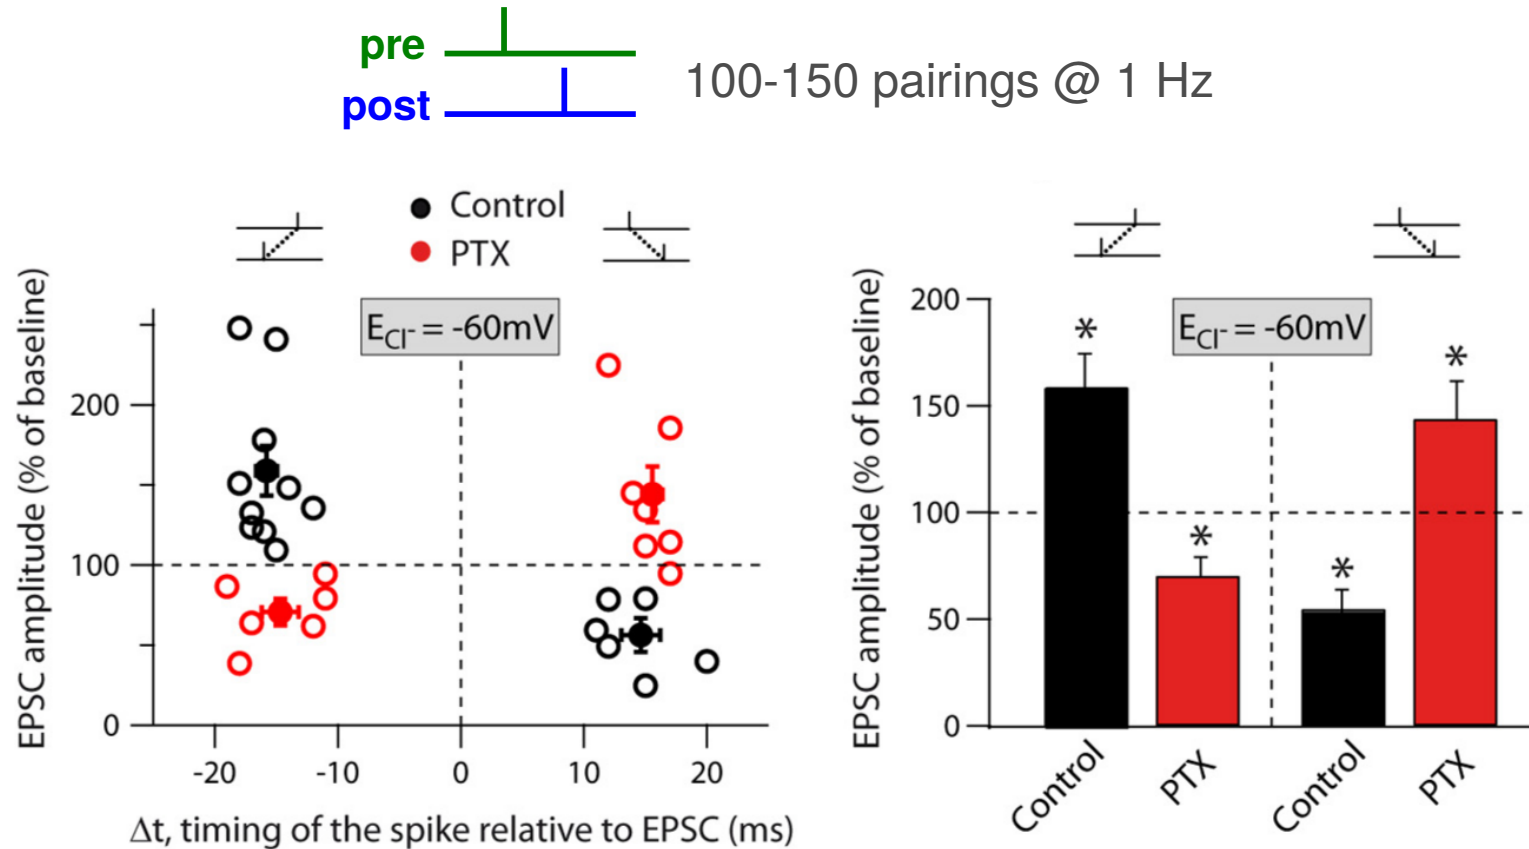 pre
post
100-150 pairings @ 1 Hz
Control
PTX
E_Cl⁻ = -60mV
EPSC amplitude (% of baseline)
200
100
0
-20 -10 0 10 20
Δt, timing of the spike relative to EPSC (ms)
E_Cl⁻ = -60mV
EPSC amplitude (% of baseline)
200
150
100
50
0
* * * *
Control PTX Control PTX